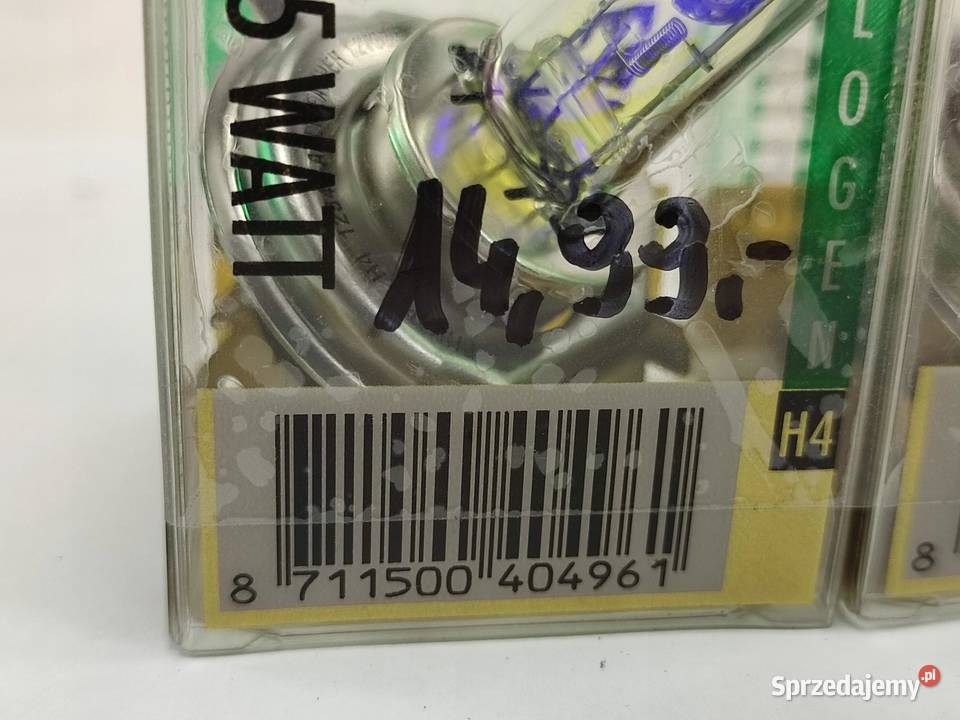 5 WATT
LOGEN
14,99.-
H4
8 711500 404961
8
Sprzedajemy.pl